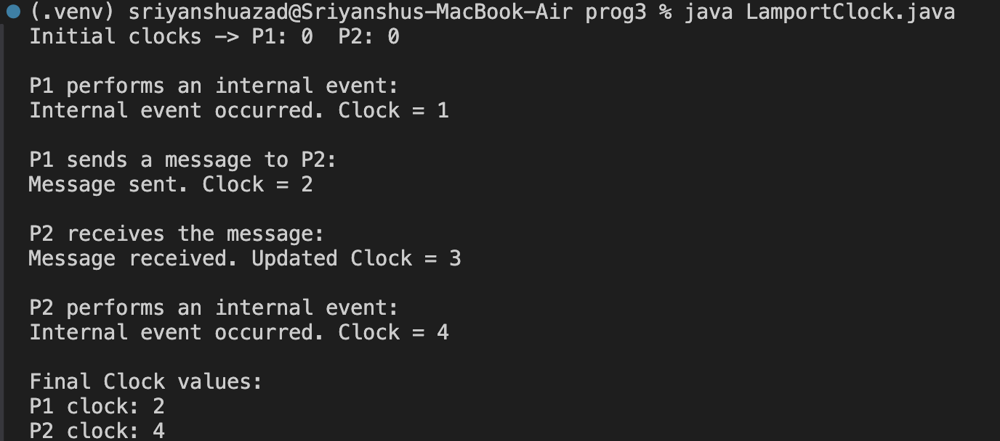 (.venv) sriyanshuazad@Sriyanshus-MacBook-Air prog3 % java LamportClock.java
Initial clocks -> P1: 0  P2: 0
P1 performs an internal event:
Internal event occurred. Clock = 1
P1 sends a message to P2:
Message sent. Clock = 2
P2 receives the message:
Message received. Updated Clock = 3
P2 performs an internal event:
Internal event occurred. Clock = 4
Final Clock values:
P1 clock: 2
P2 clock: 4